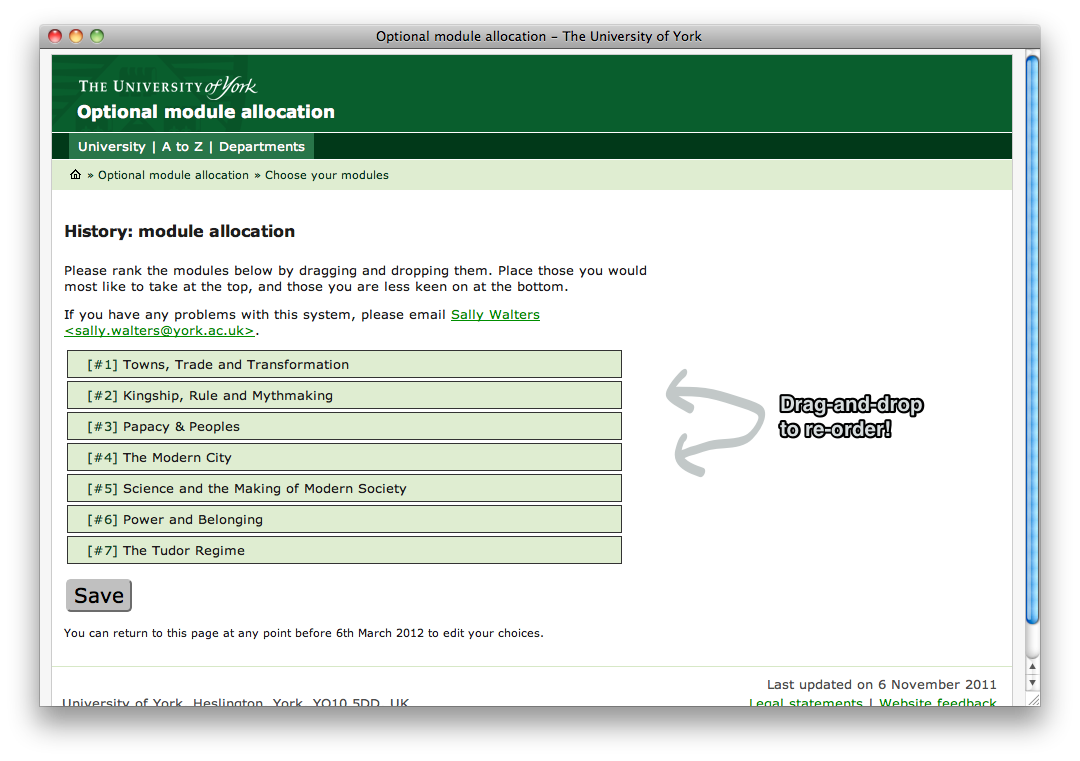 Optional module allocation – The University of York
THE UNIVERSITY of York
Optional module allocation
University | A to Z | Departments
» Optional module allocation » Choose your modules
History: module allocation
Please rank the modules below by dragging and dropping them. Place those you would
most like to take at the top, and those you are less keen on at the bottom.
If you have any problems with this system, please email Sally Walters
<sally.walters@york.ac.uk>.
[#1] Towns, Trade and Transformation
[#2] Kingship, Rule and Mythmaking
[#3] Papacy & Peoples
[#4] The Modern City
[#5] Science and the Making of Modern Society
[#6] Power and Belonging
[#7] The Tudor Regime
Drag-and-drop
to re-order!
Save
You can return to this page at any point before 6th March 2012 to edit your choices.
Last updated on 6 November 2011
University of York, Heslington, York, YO10 5DD, UK
Legal statements | Website feedback